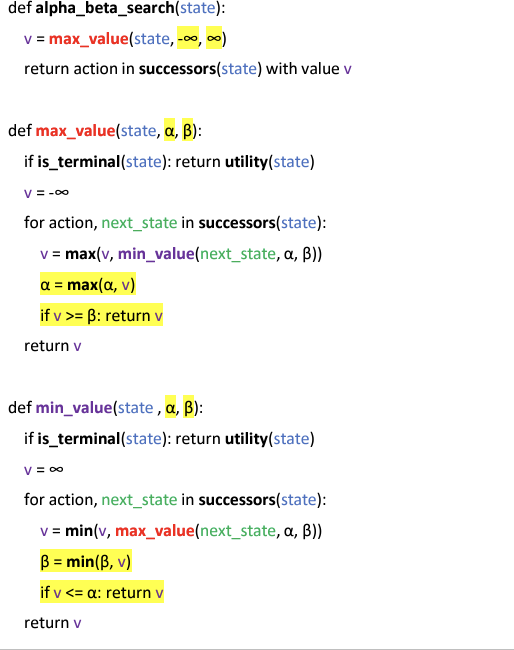 def alpha_beta_search(state):
v = max_value(state, -∞, ∞)
return action in successors(state) with value v
def max_value(state, α, β):
if is_terminal(state): return utility(state)
v = -∞
for action, next_state in successors(state):
v = max(v, min_value(next_state, α, β))
α = max(α, v)
if v >= β: return v
return v
def min_value(state , α, β):
if is_terminal(state): return utility(state)
v = ∞
for action, next_state in successors(state):
v = min(v, max_value(next_state, α, β))
β = min(β, v)
if v <= α: return v
return v